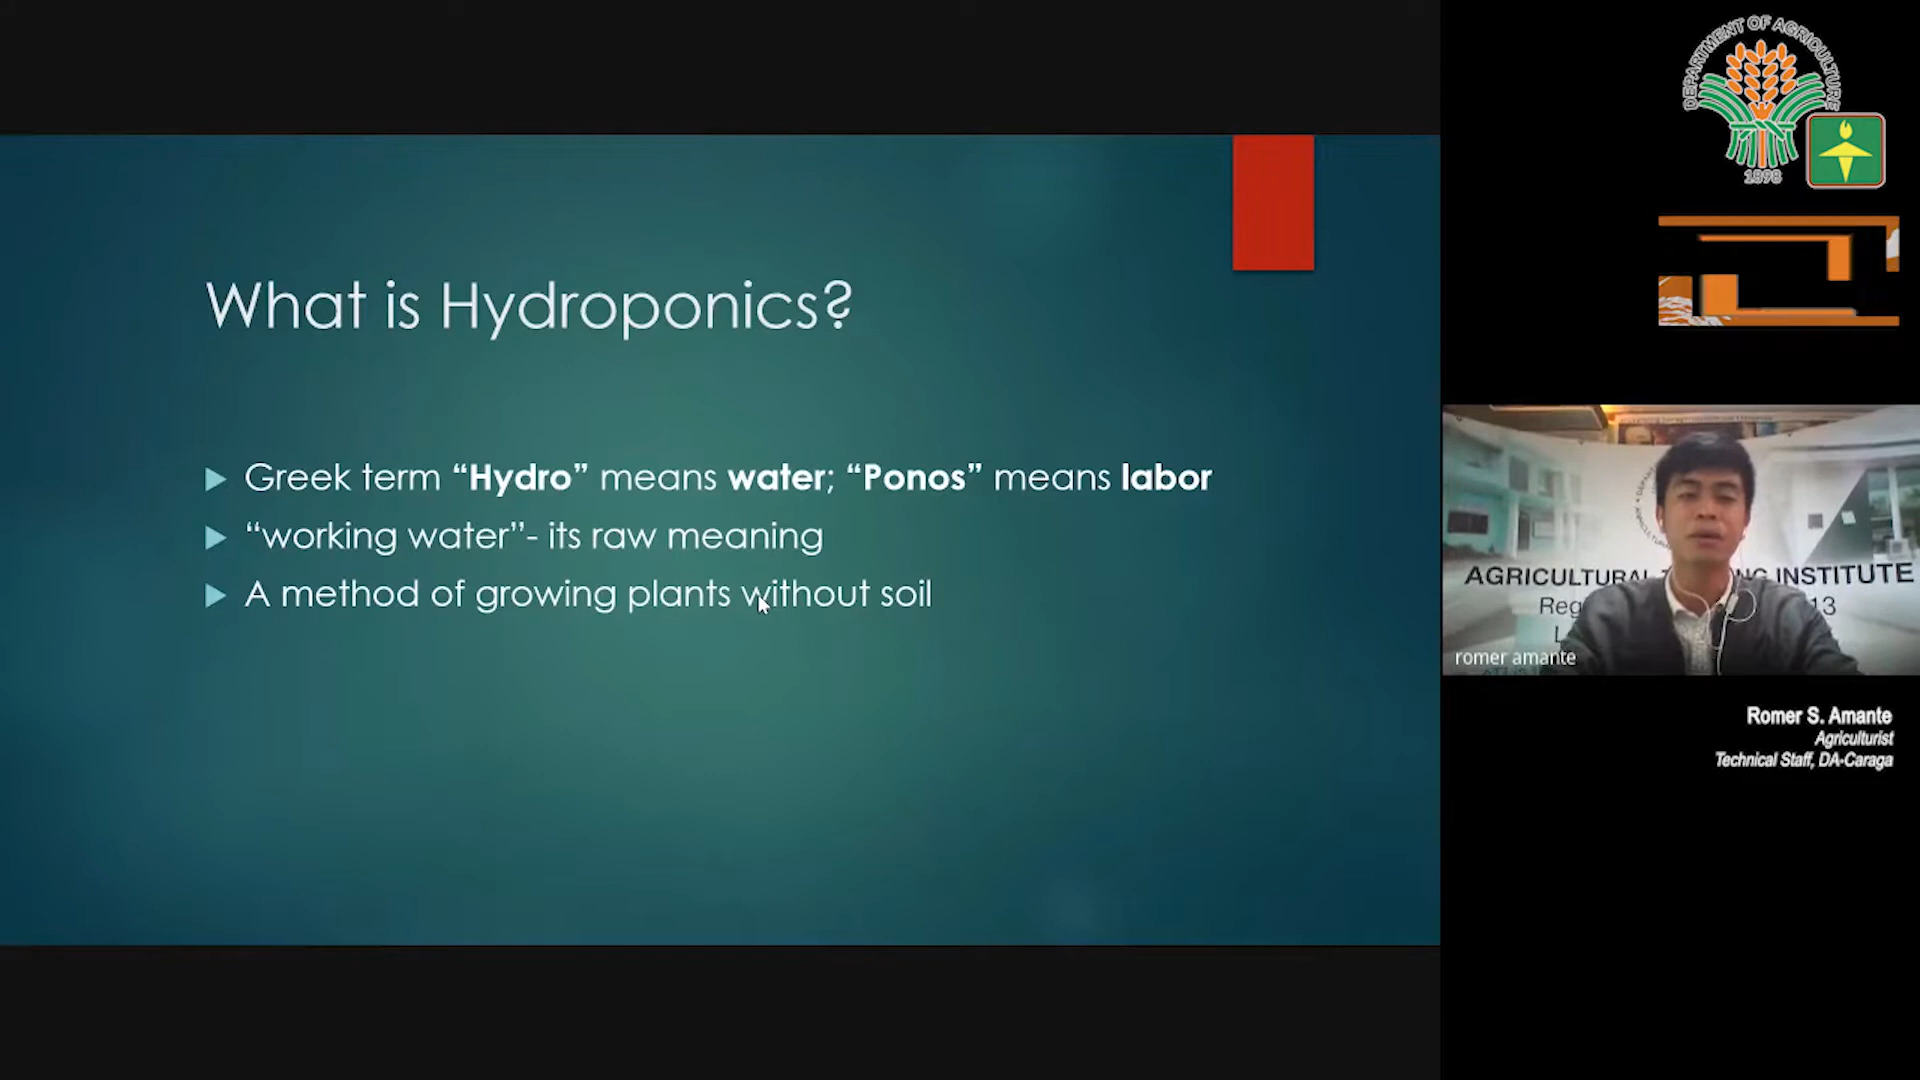 What is Hydroponics?
Greek term “Hydro” means water; “Ponos” means labor
“working water”- its raw meaning
A method of growing plants without soil
DEPARTMENT OF AGRICULTURE
1898
AGRICULTURAL INSTITUTE
13
romer amante
Romer S. Amante
Agriculturist
Technical Staff, DA-Caraga